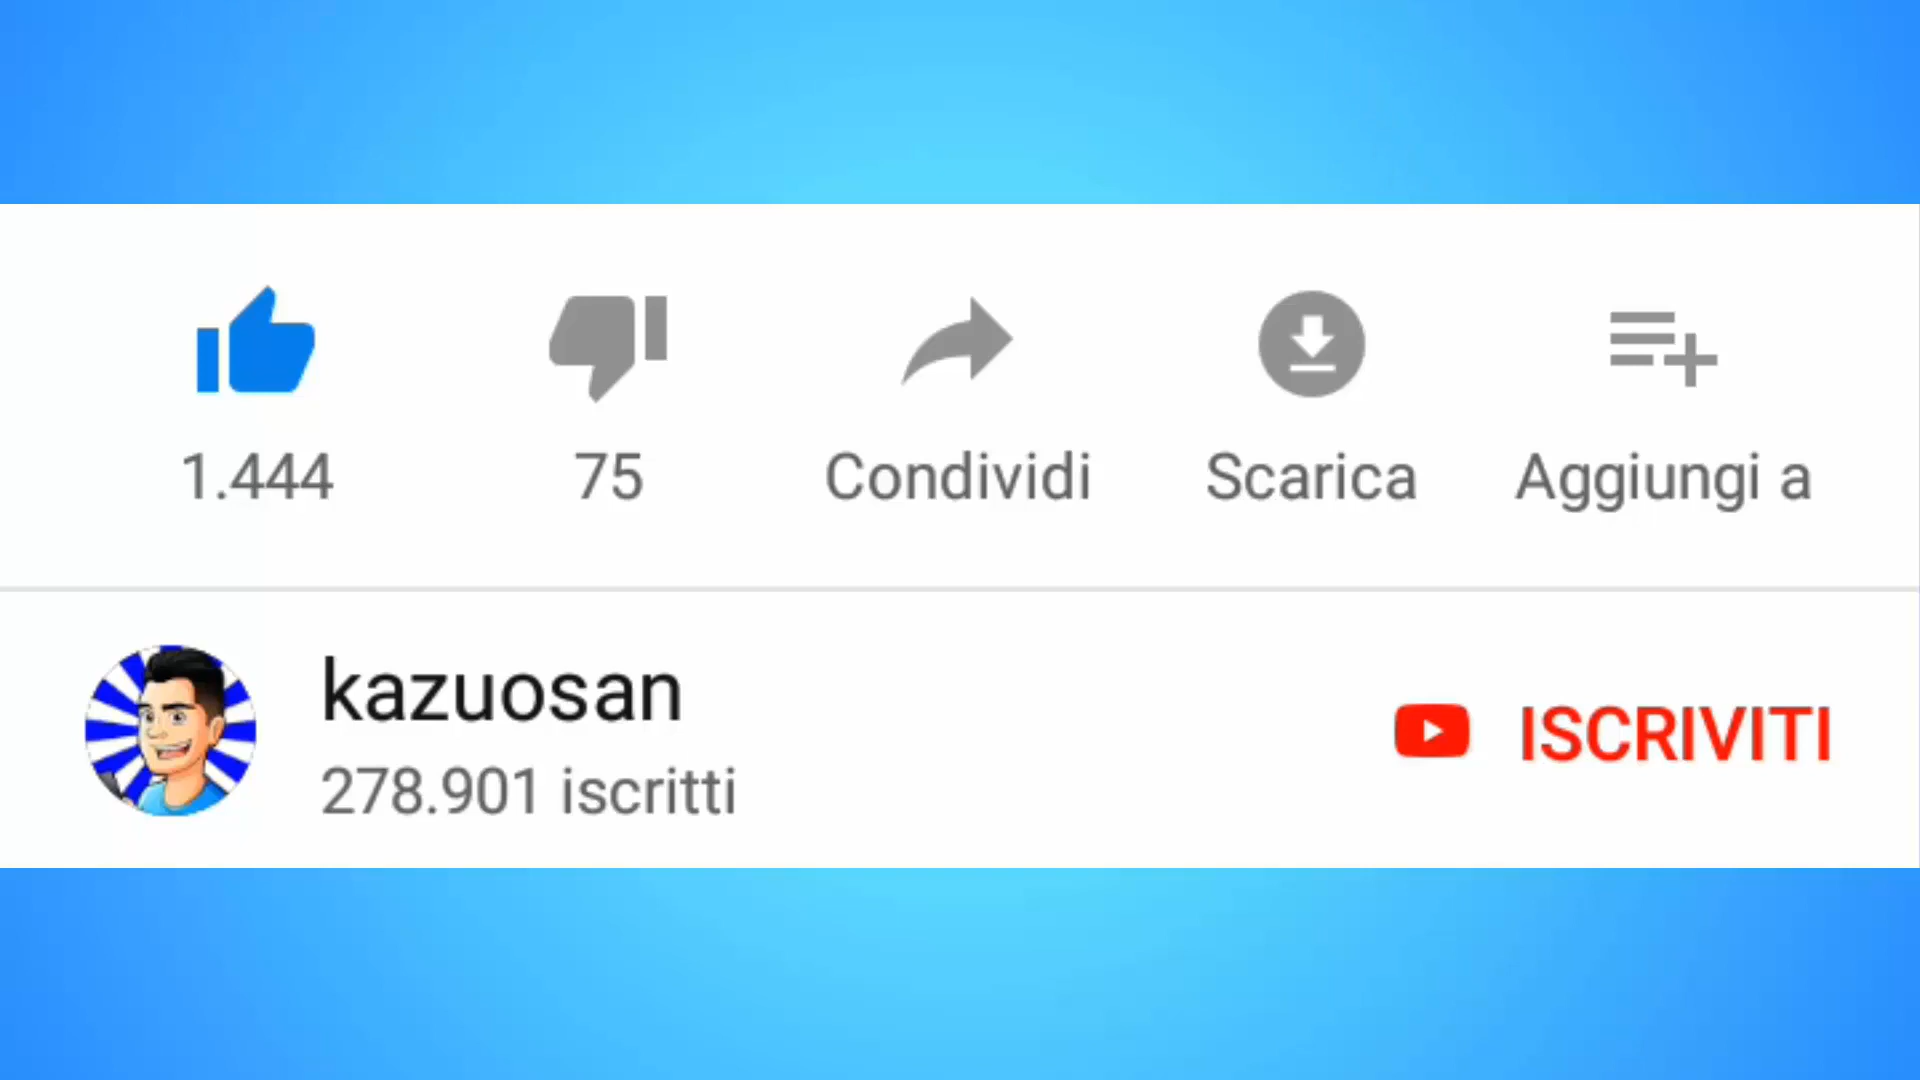 1.444
75
Condividi
Scarica
Aggiungi a
kazuosan
278.901 iscritti
ISCRIVITI